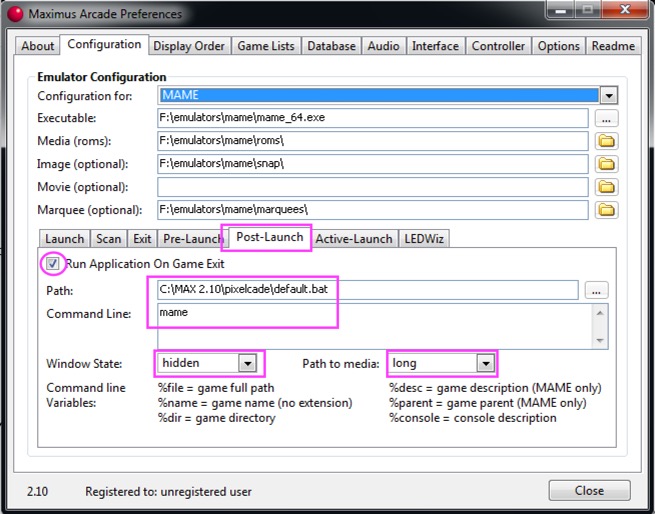 Maximus Arcade Preferences
About Configuration Display Order Game Lists Database Audio Interface Controller Options Readme
Emulator Configuration
Configuration for: MAME
Executable: F:\emulators\mame\mame_64.exe ...
Media (roms): F:\emulators\mame\roms\
Image (optional): F:\emulators\mame\snap\
Movie (optional):
Marquee (optional): F:\emulators\mame\marquees\
Launch Scan Exit Pre-Launch Post-Launch Active-Launch LEDWiz
Run Application On Game Exit
Path: C:\MAX 2.10\pixelcade\default.bat ...
Command Line: mame
Window State: hidden Path to media: long
Command line %file = game full path %desc = game description (MAME only)
Variables: %name = game name (no extension) %parent = game parent (MAME only)
%dir = game directory %console = console description
2.10 Registered to: unregistered user Close